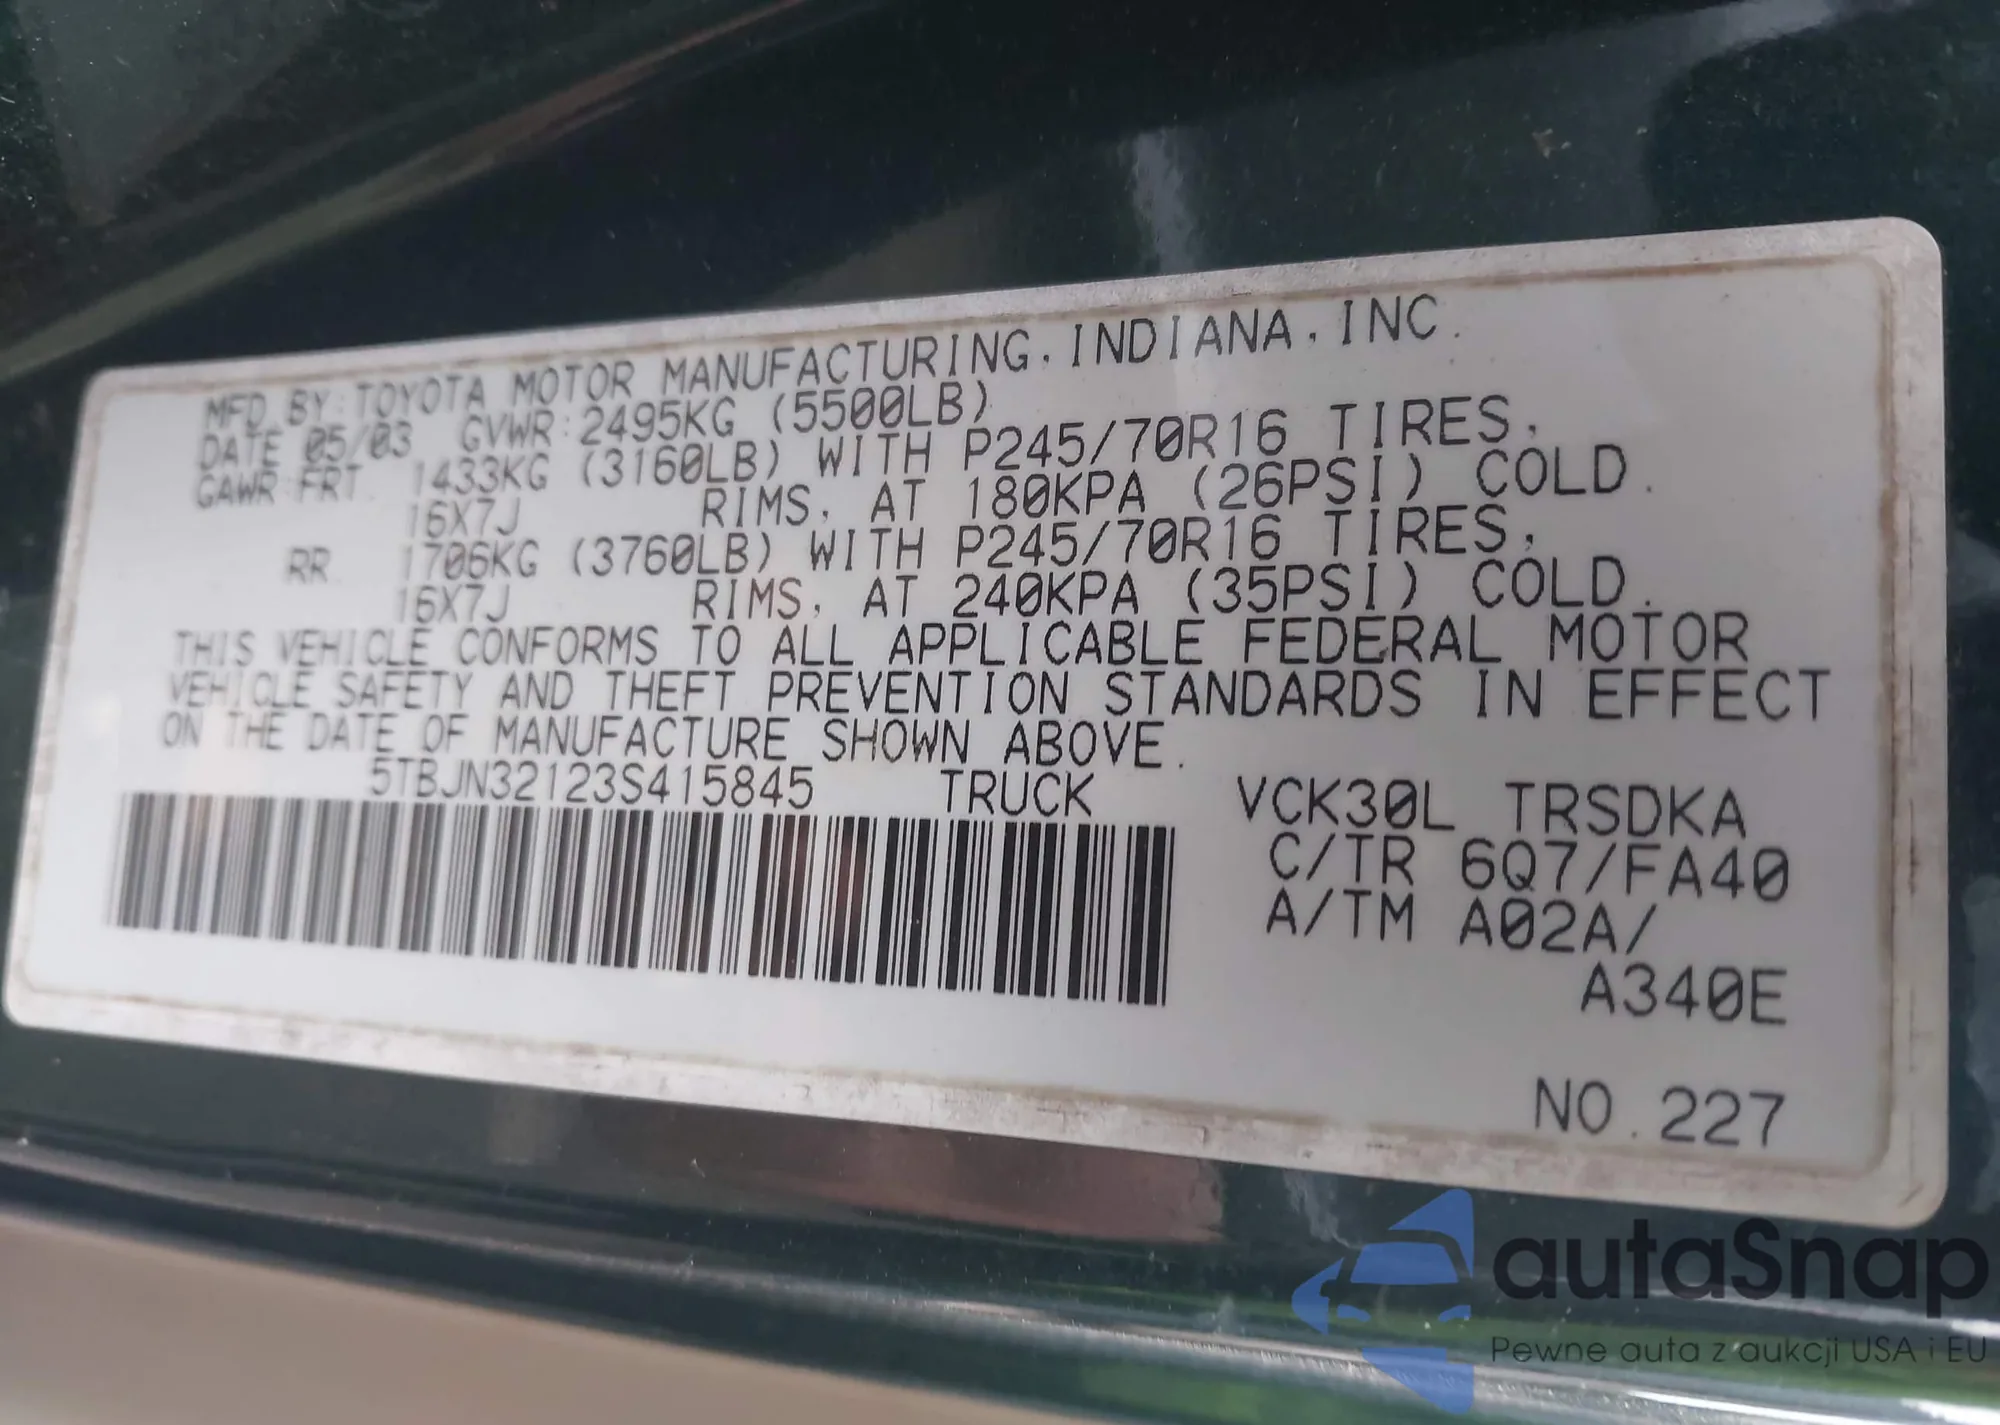 MFD. BY: TOYOTA MOTOR MANUFACTURING, INDIANA, INC.
DATE 05/03 GVWR: 2495KG (5500LB)
GAWR: FRT. 1433KG (3160LB) WITH P245/70R16 TIRES,
16X7J RIMS, AT 180KPA (26PSI) COLD.
RR. 1706KG (3760LB) WITH P245/70R16 TIRES,
16X7J RIMS, AT 240KPA (35PSI) COLD.
THIS VEHICLE CONFORMS TO ALL APPLICABLE FEDERAL MOTOR
VEHICLE SAFETY AND THEFT PREVENTION STANDARDS IN EFFECT
ON THE DATE OF MANUFACTURE SHOWN ABOVE.
5TBJN32123S415845 TRUCK VCK30L TRSDKA
C/TR 6Q7/FA40
A/TM A02A/
A340E
NO.227
autaSnap
Pewne auta z aukcji USA i EU